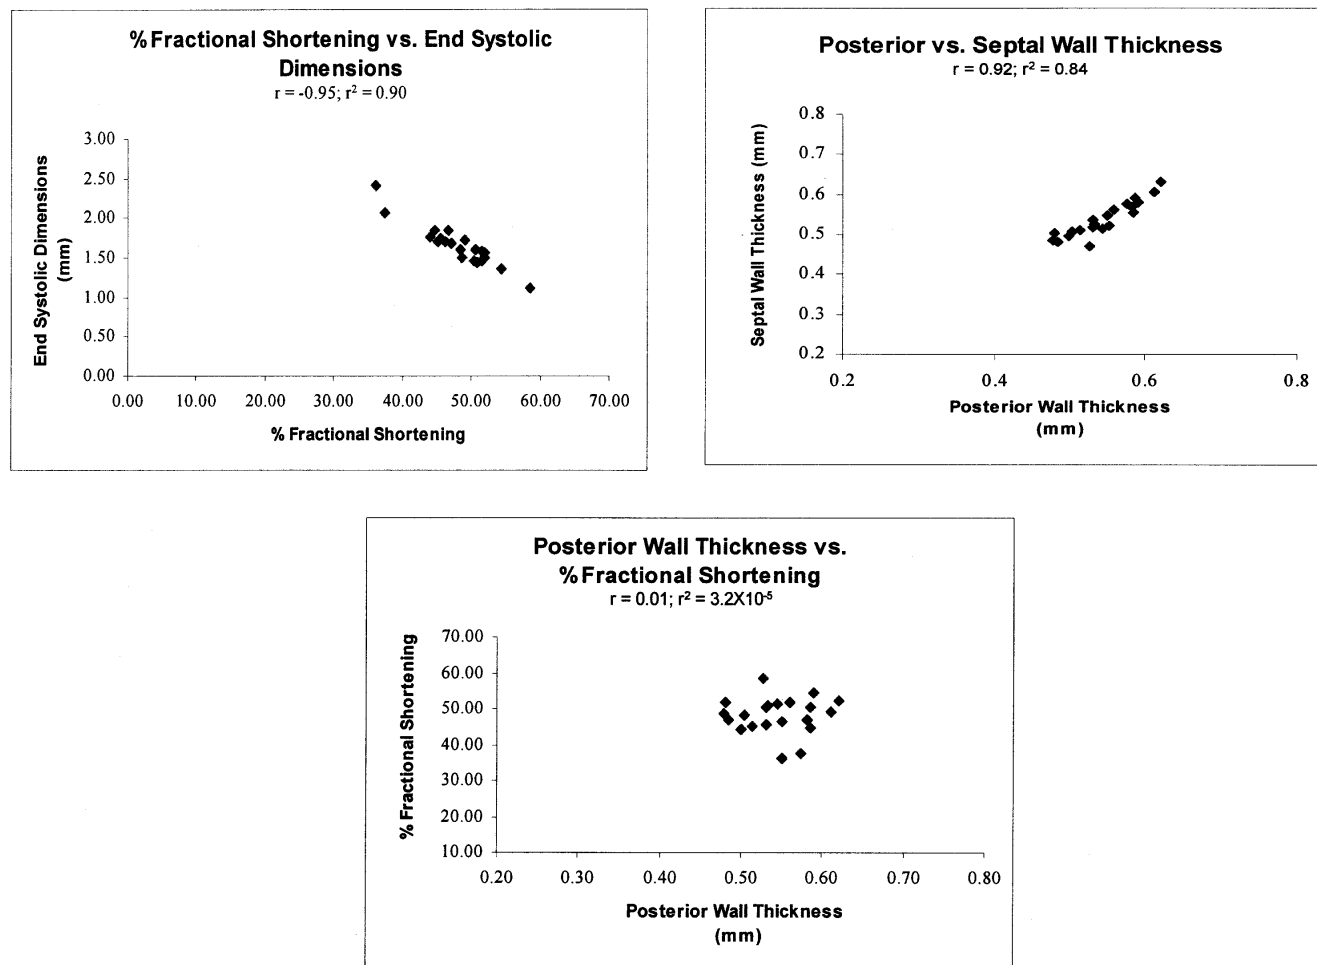 % Fractional Shortening vs. End Systolic
Dimensions
r = -0.95; r² = 0.90
End Systolic Dimensions
(mm)
3.00
2.50
2.00
1.50
1.00
0.50
0.00
0.00 10.00 20.00 30.00 40.00 50.00 60.00 70.00
% Fractional Shortening
Posterior vs. Septal Wall Thickness
r = 0.92; r² = 0.84
Septal Wall Thickness (mm)
0.8
0.7
0.6
0.5
0.4
0.3
0.2
0.2 0.4 0.6 0.8
Posterior Wall Thickness
(mm)
Posterior Wall Thickness vs.
% Fractional Shortening
r = 0.01; r² = 3.2X10⁻⁵
% Fractional Shortening
70.00
60.00
50.00
40.00
30.00
20.00
10.00
0.20 0.30 0.40 0.50 0.60 0.70 0.80
Posterior Wall Thickness
(mm)